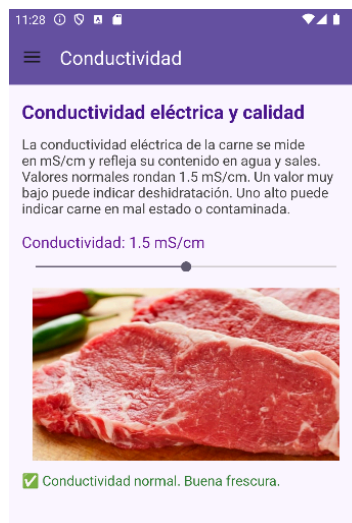 11:28
Conductividad
Conductividad eléctrica y calidad
La conductividad eléctrica de la carne se mide
en mS/cm y refleja su contenido en agua y sales.
Valores normales rondan 1.5 mS/cm. Un valor muy
bajo puede indicar deshidratación. Uno alto puede
indicar carne en mal estado o contaminada.
Conductividad: 1.5 mS/cm
✅ Conductividad normal. Buena frescura.